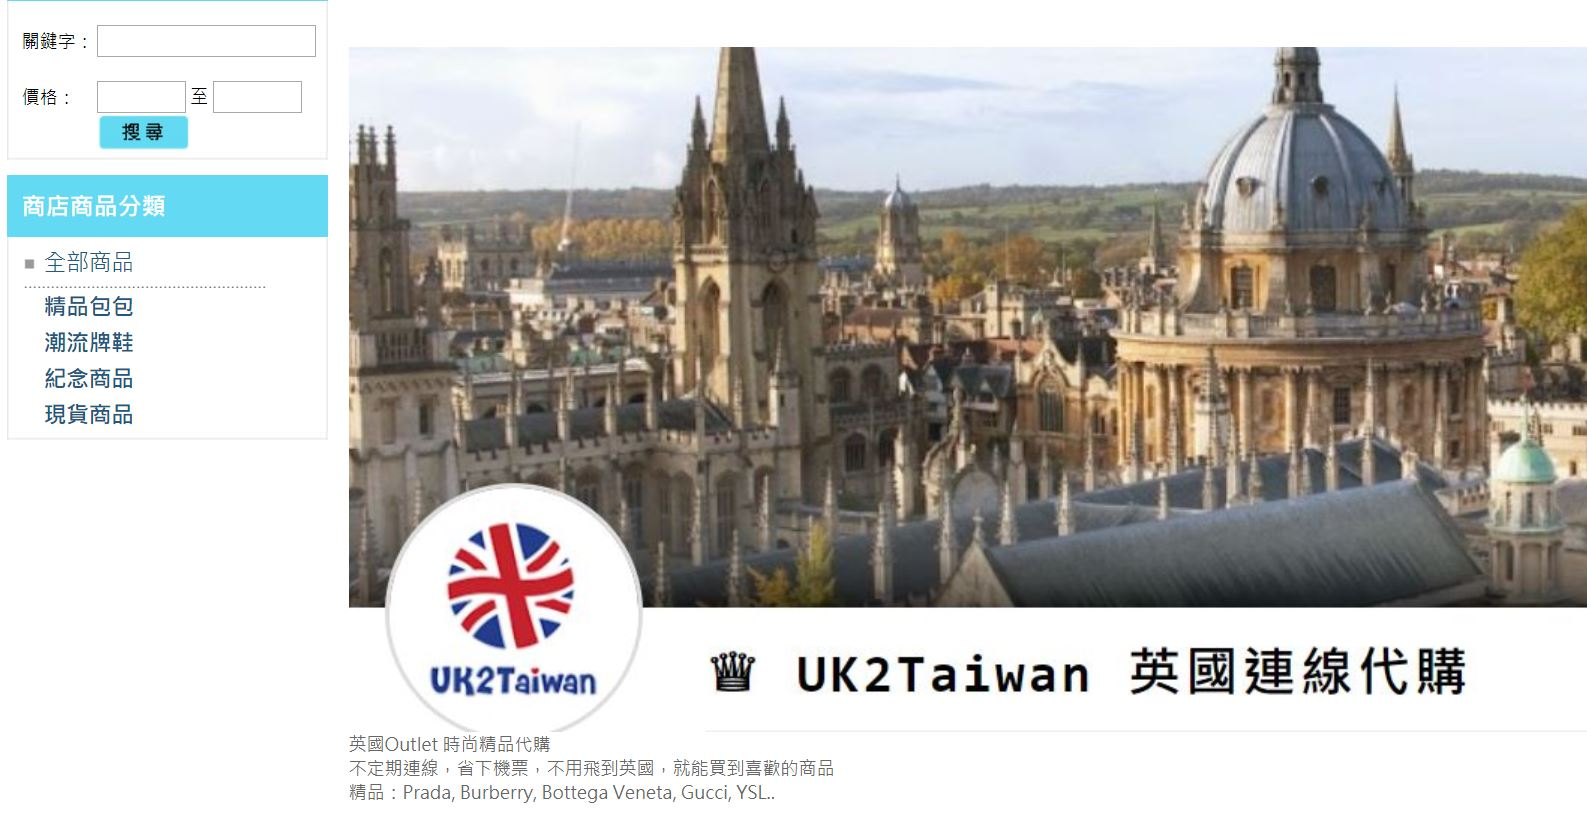 關鍵字：
價格： 至
搜尋
商店商品分類
全部商品
精品包包
潮流牌鞋
紀念商品
現貨商品
UK2Taiwan
♛ UK2Taiwan 英國連線代購
英國Outlet 時尚精品代購
不定期連線，省下機票，不用飛到英國，就能買到喜歡的商品
精品：Prada, Burberry, Bottega Veneta, Gucci, YSL..